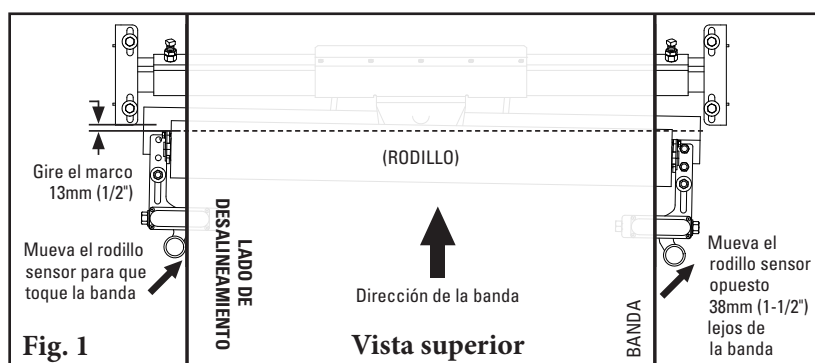 (RODILLO)
Gire el marco
13mm (1/2")
LADO DE
DESALINEAMIENTO
Mueva el rodillo
sensor para que
toque la banda
Dirección de la banda
BANDA
Mueva el
rodillo sensor
opuesto
38mm (1-1/2")
lejos de
la banda
Fig. 1
Vista superior